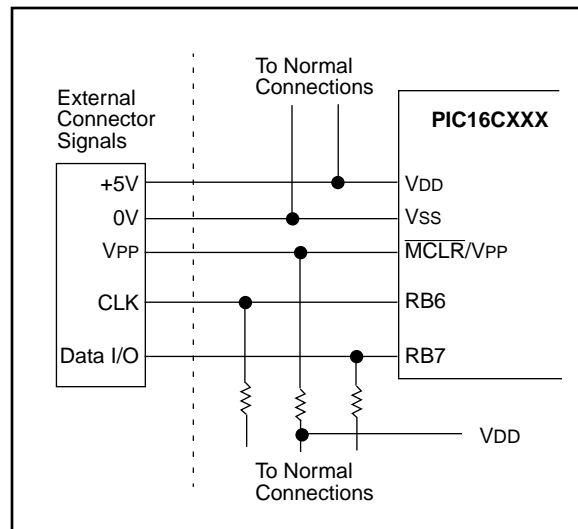 To Normal
Connections
External
Connector
Signals
PIC16CXXX
+5V
VDD
0V
VSS
VPP
MCLR/VPP
CLK
RB6
Data I/O
RB7
VDD
To Normal
Connections